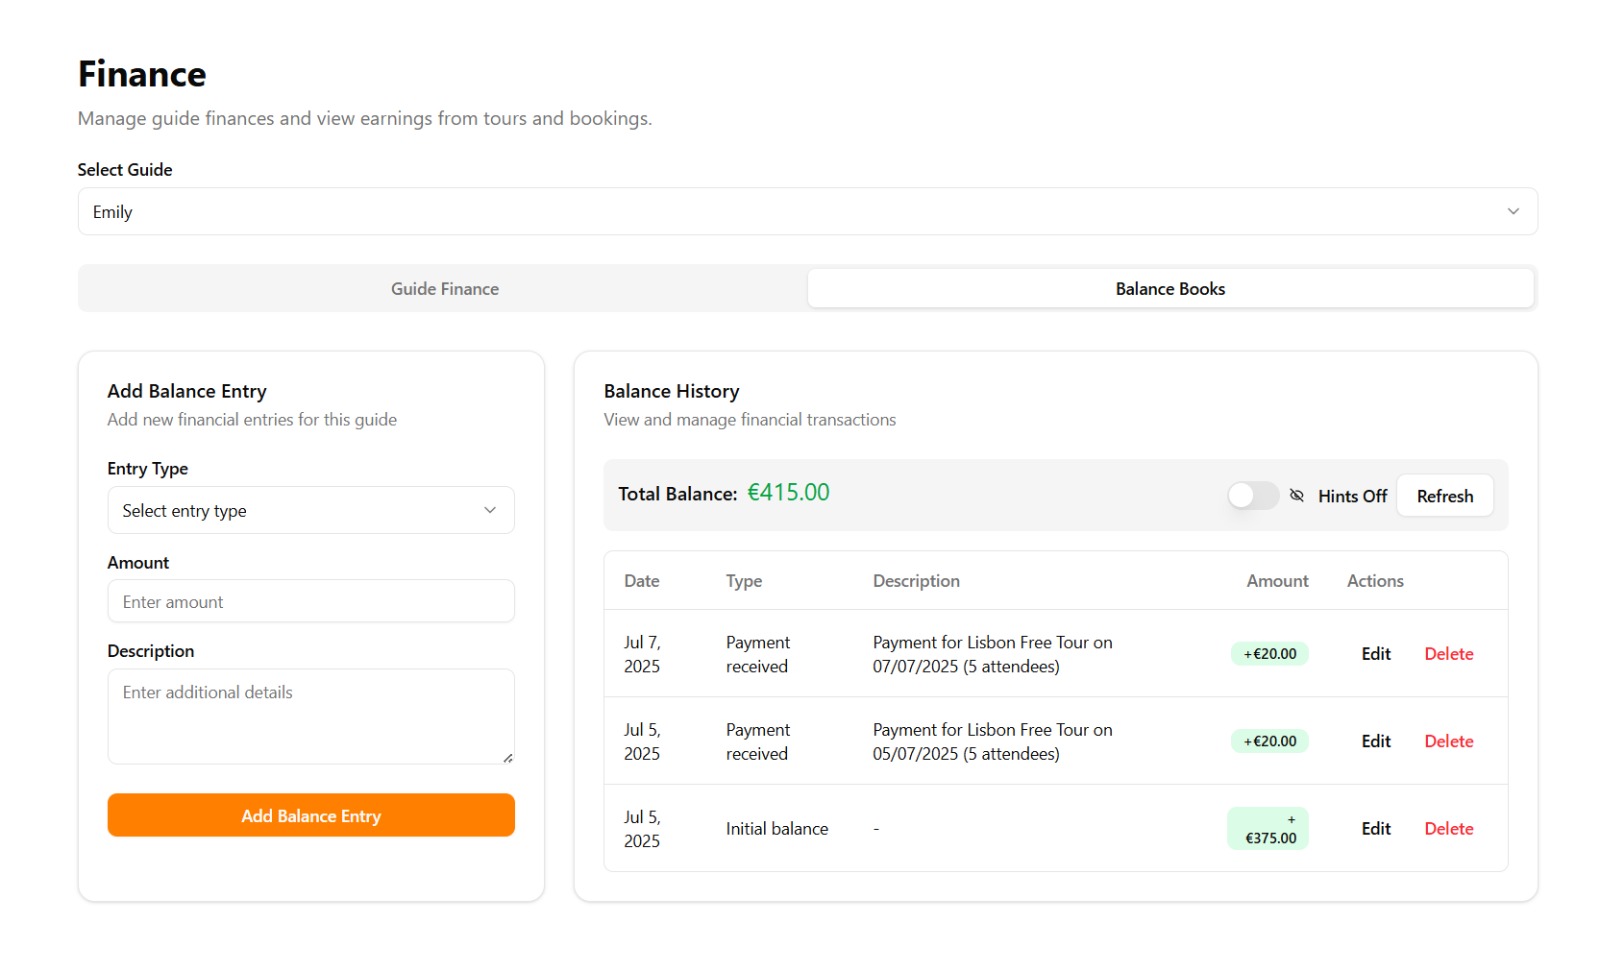 Finance
Manage guide finances and view earnings from tours and bookings.
Select Guide
Emily
Guide Finance
Balance Books
Add Balance Entry
Add new financial entries for this guide
Entry Type
Select entry type
Amount
Enter amount
Description
Enter additional details
Add Balance Entry
Balance History
View and manage financial transactions
Total Balance: €415.00
Hints Off
Refresh
Date Type Description Amount Actions
Jul 7,
2025
Payment
received
Payment for Lisbon Free Tour on
07/07/2025 (5 attendees)
+€20.00
Edit
Delete
Jul 5,
2025
Payment
received
Payment for Lisbon Free Tour on
05/07/2025 (5 attendees)
+€20.00
Edit
Delete
Jul 5,
2025
Initial balance
-
+
€375.00
Edit
Delete